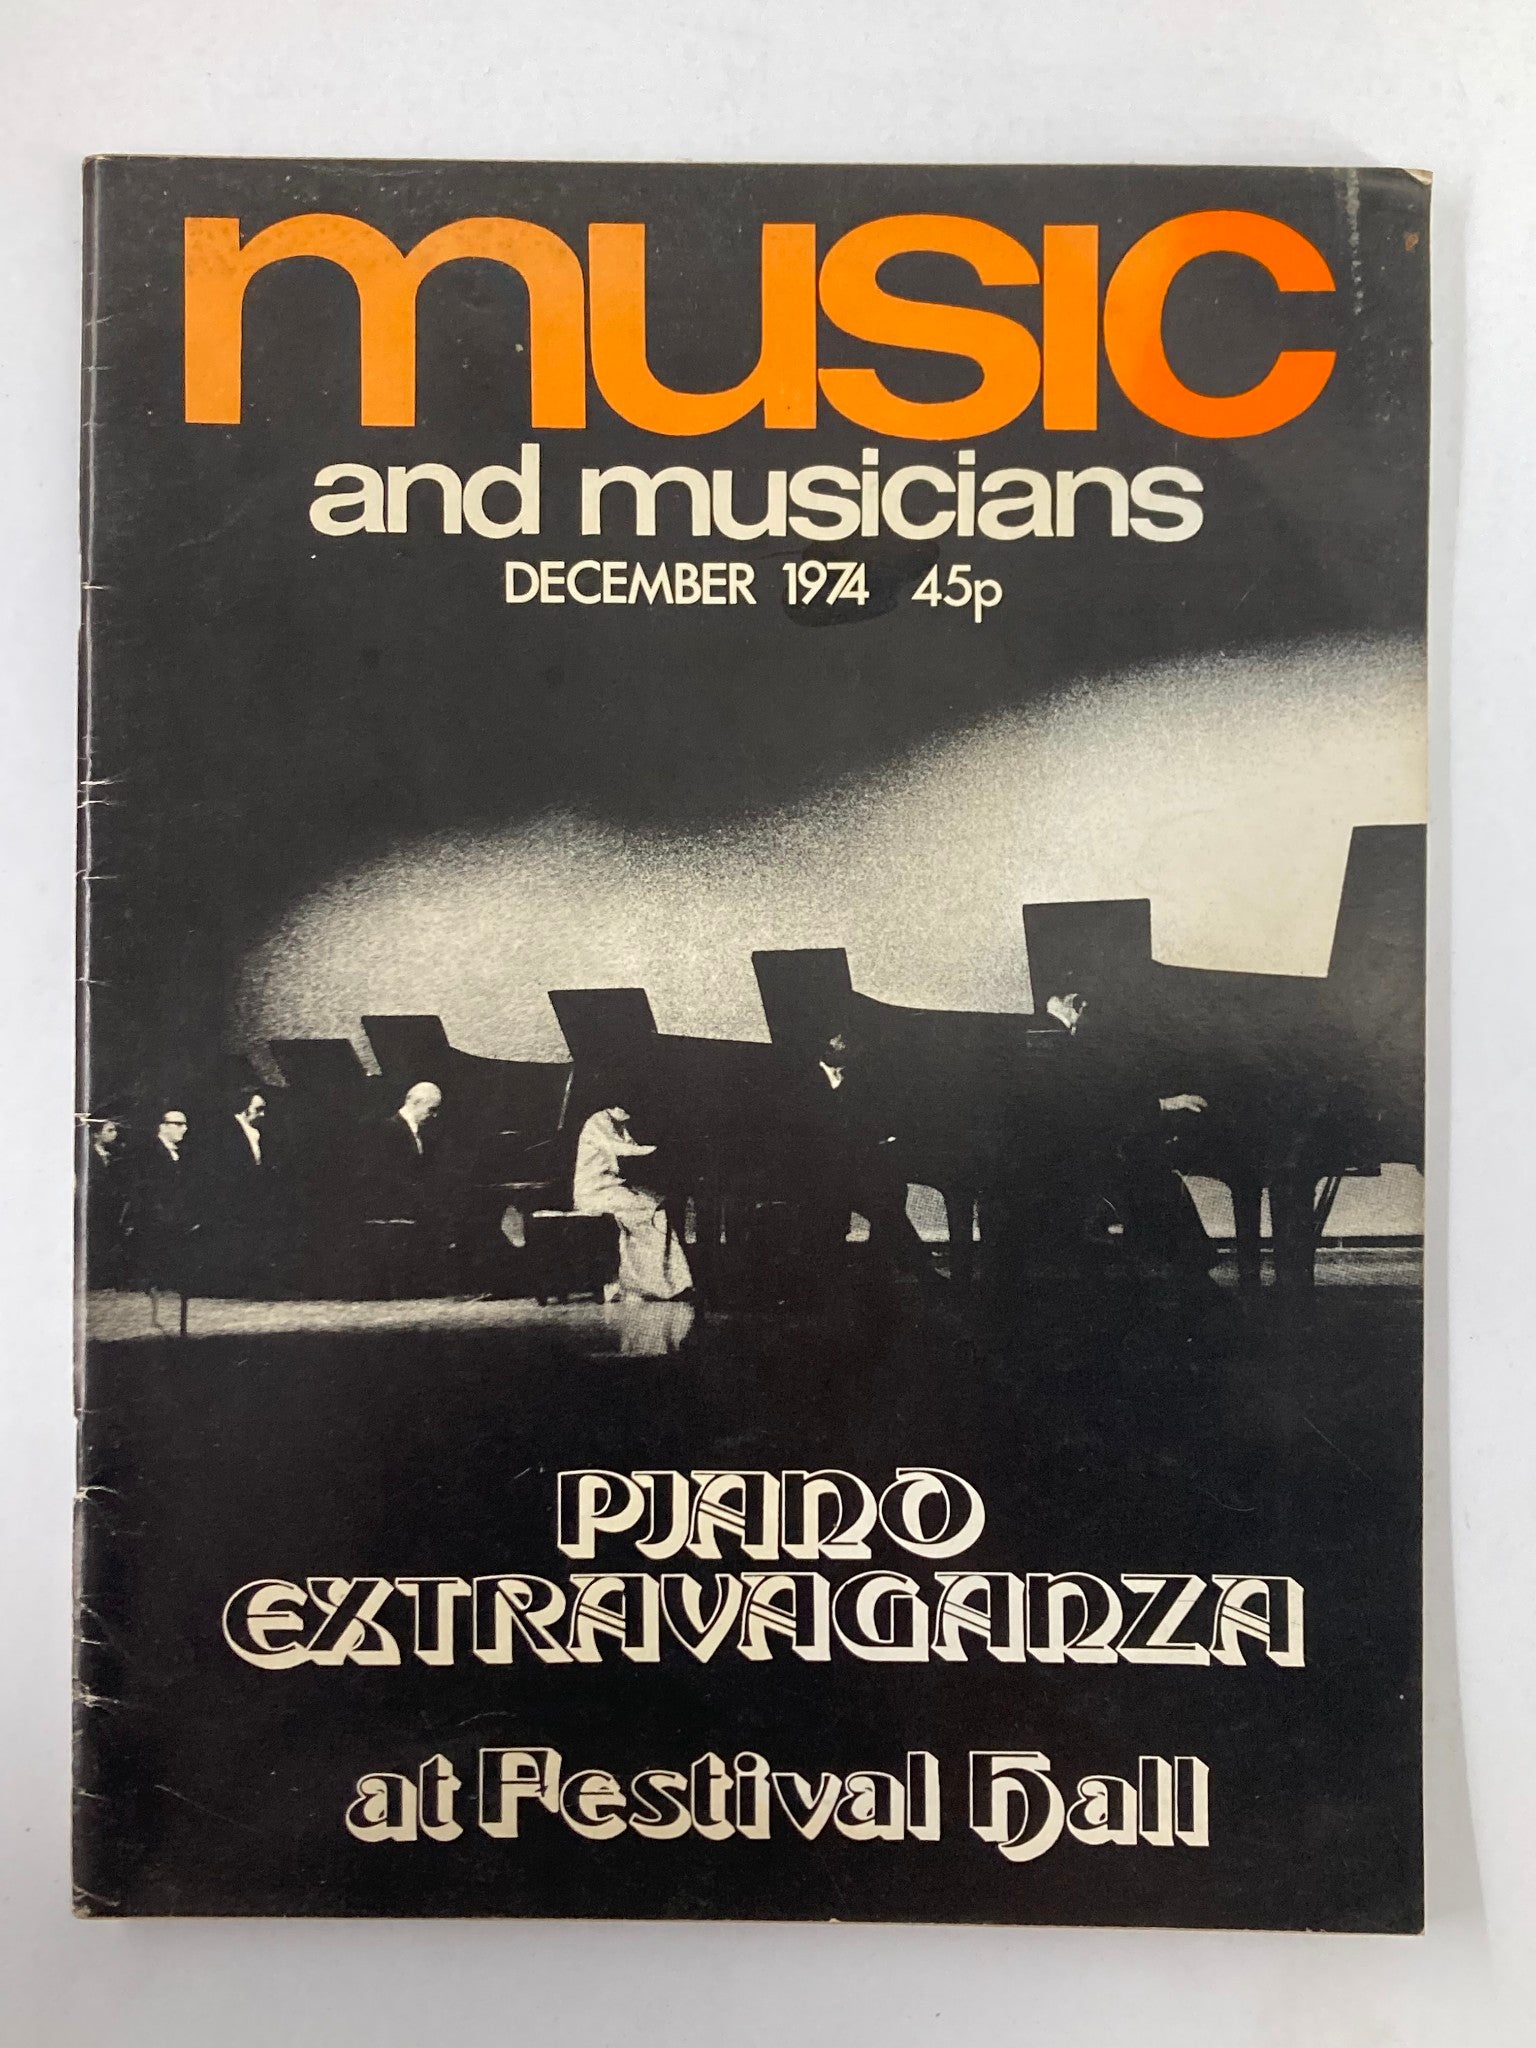 music
and musicians
DECEMBER 1974 45p
PIANO
EXTRAVAGANZA
at Festival Hall